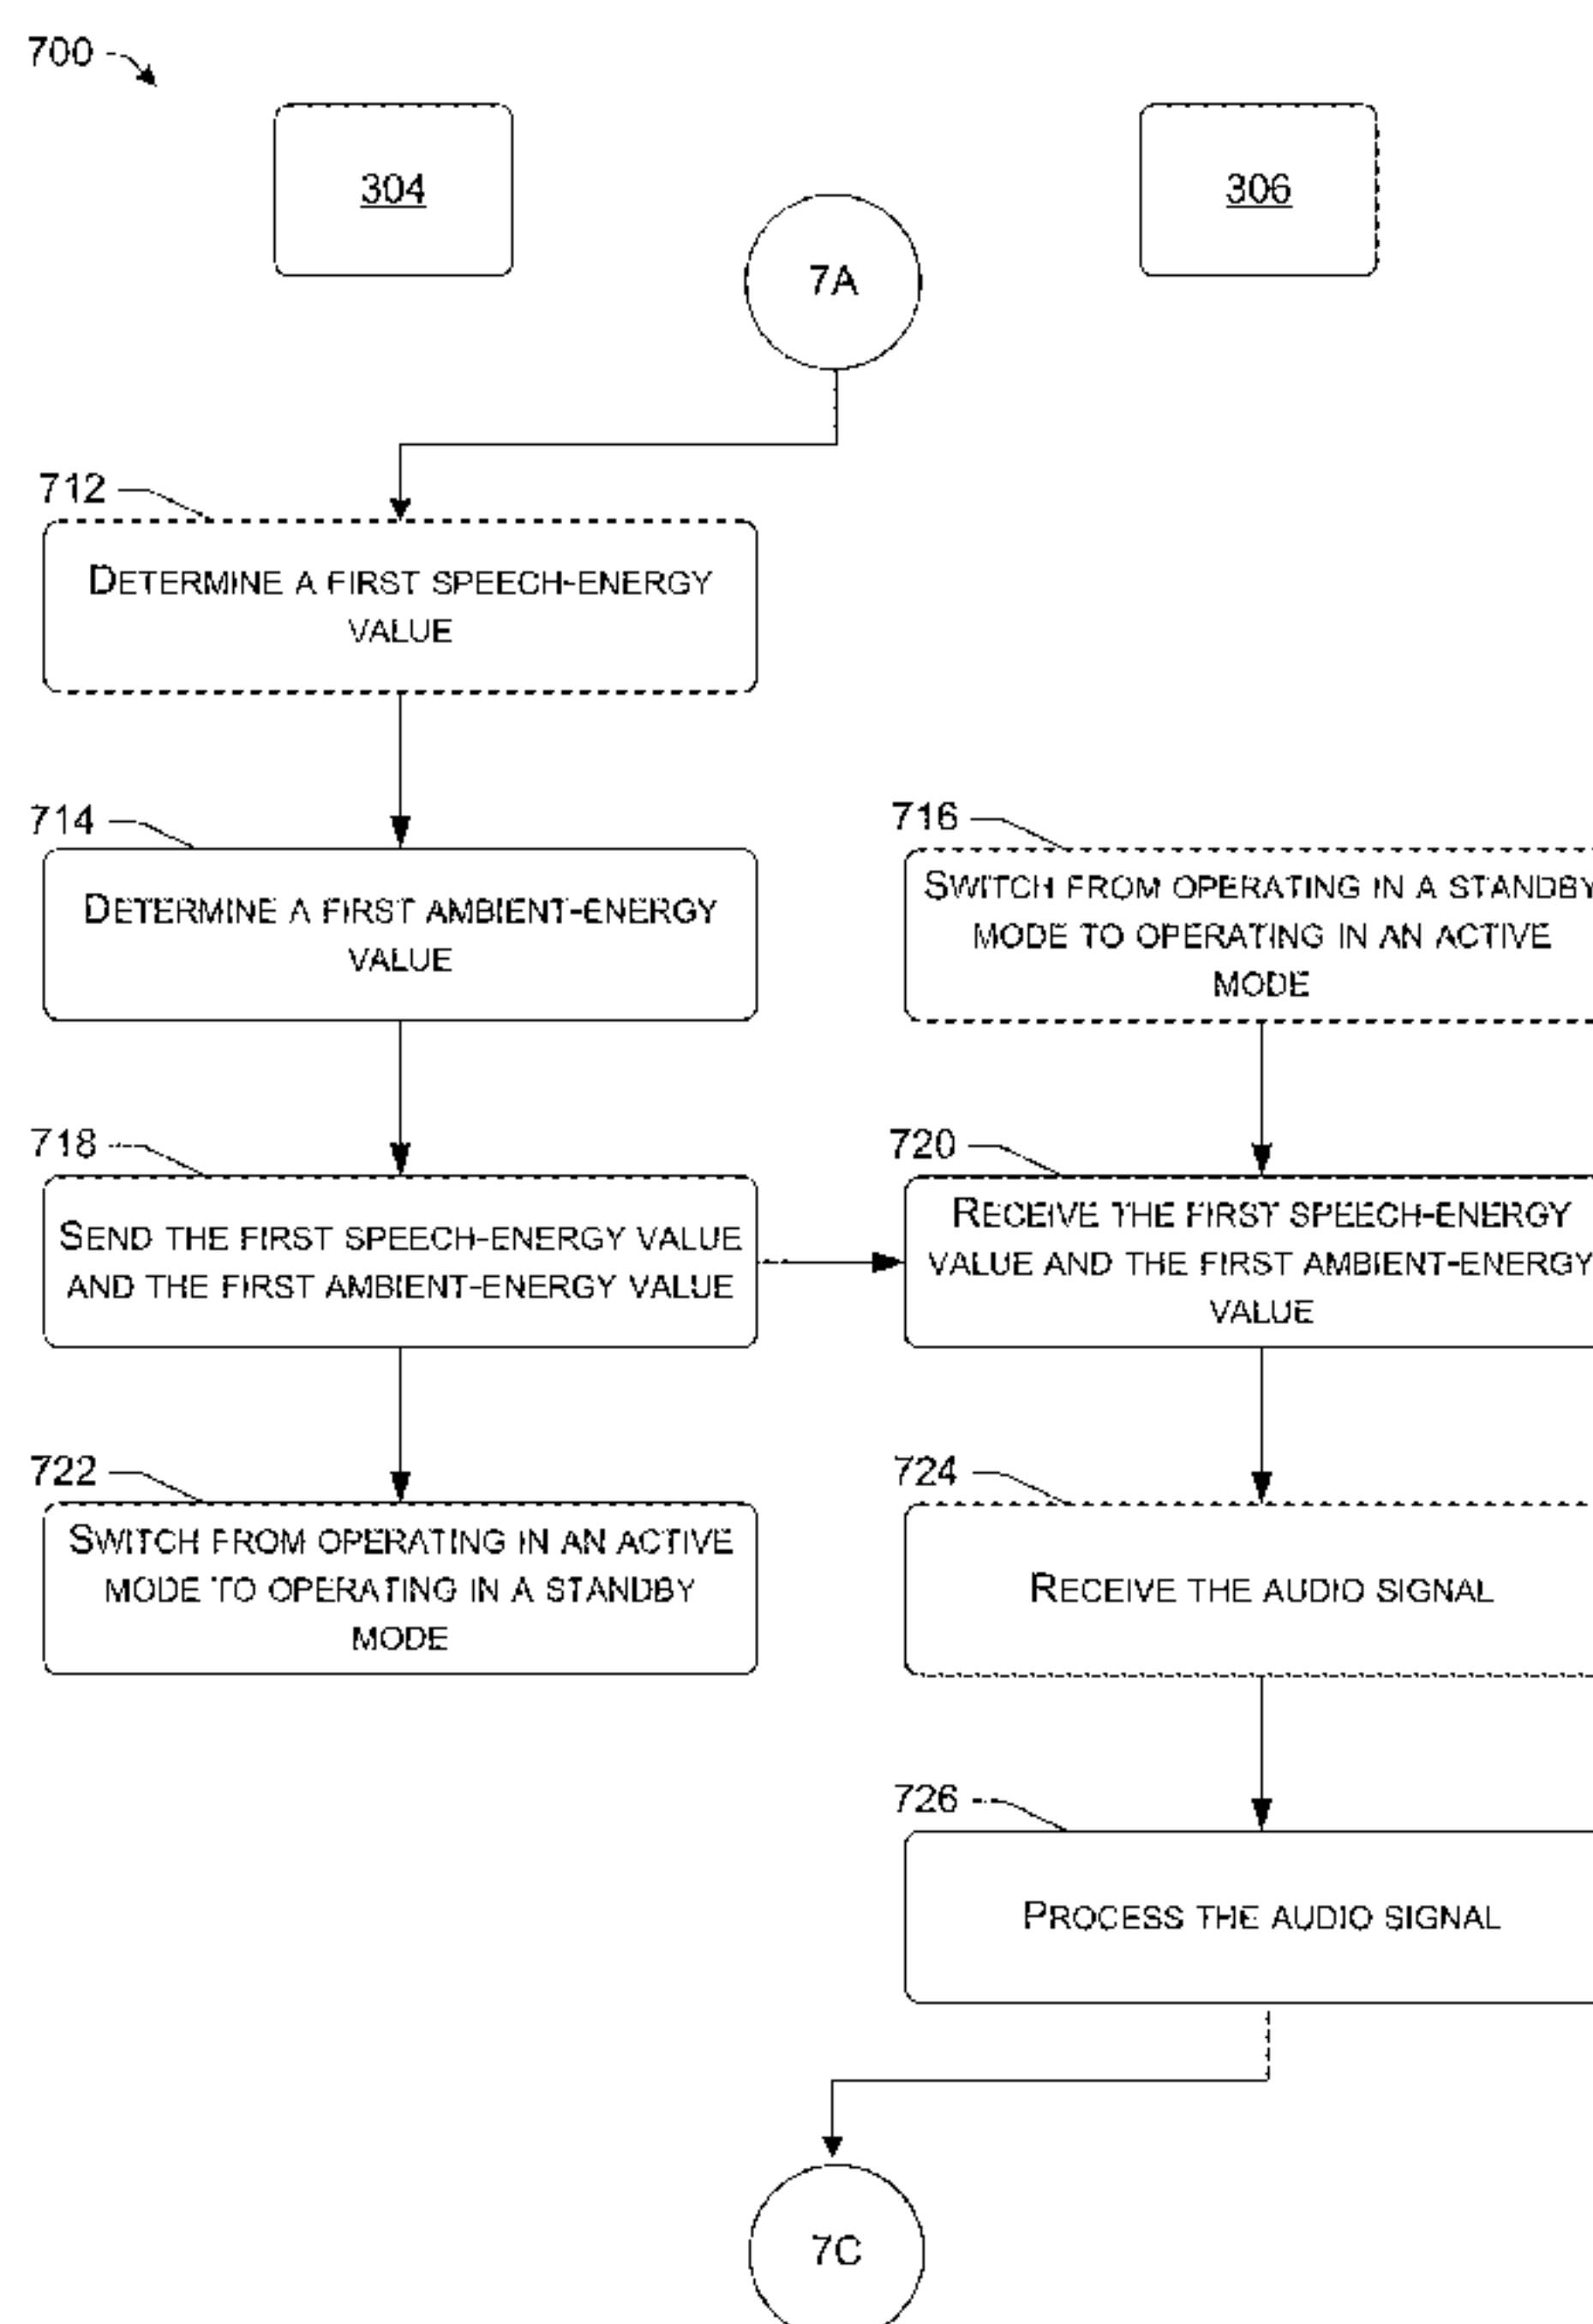 700
304
306
7A
712
DETERMINE A FIRST SPEECH-ENERGY
VALUE
714
DETERMINE A FIRST AMBIENT-ENERGY
VALUE
716
SWITCH FROM OPERATING IN A STANDBY
MODE TO OPERATING IN AN ACTIVE
MODE
718
SEND THE FIRST SPEECH-ENERGY VALUE
AND THE FIRST AMBIENT-ENERGY VALUE
720
RECEIVE THE FIRST SPEECH-ENERGY
VALUE AND THE FIRST AMBIENT-ENERGY
VALUE
722
SWITCH FROM OPERATING IN AN ACTIVE
MODE TO OPERATING IN A STANDBY
MODE
724
RECEIVE THE AUDIO SIGNAL
726
PROCESS THE AUDIO SIGNAL
7C